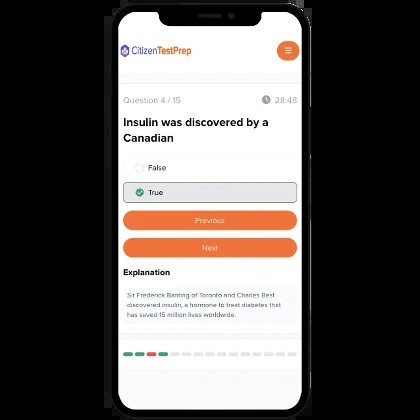 CitizenTestPrep
Question 4 / 15
28:48
Insulin was discovered by a
Canadian
False
True
Previous
Next
Explanation
Sir Frederick Banting of Toronto and Charles Best
discovered insulin, a hormone to treat diabetes that
has saved 16 million lives worldwide.